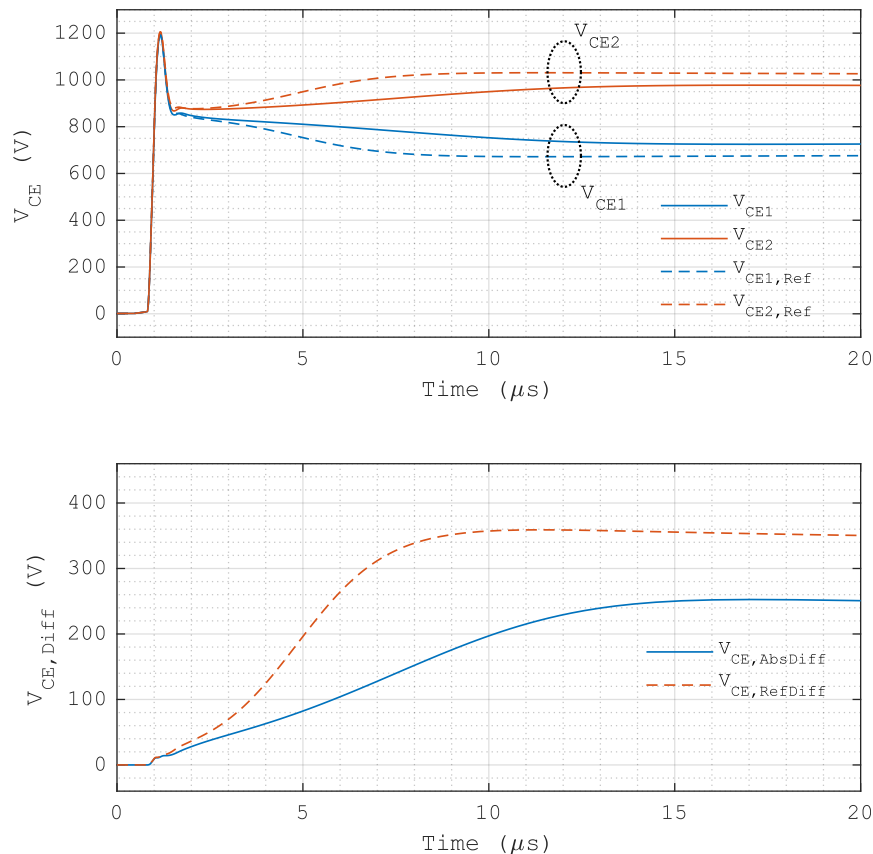 1200
1000
800
600
400
200
0
V_CE (V)
V_CE2
V_CE1
V_CE1
V_CE2
V_CE1,Ref
V_CE2,Ref
0 5 10 15 20
Time (μs)
400
300
200
100
0
V_CE,Diff (V)
V_CE,AbsDiff
V_CE,RefDiff
0 5 10 15 20
Time (μs)